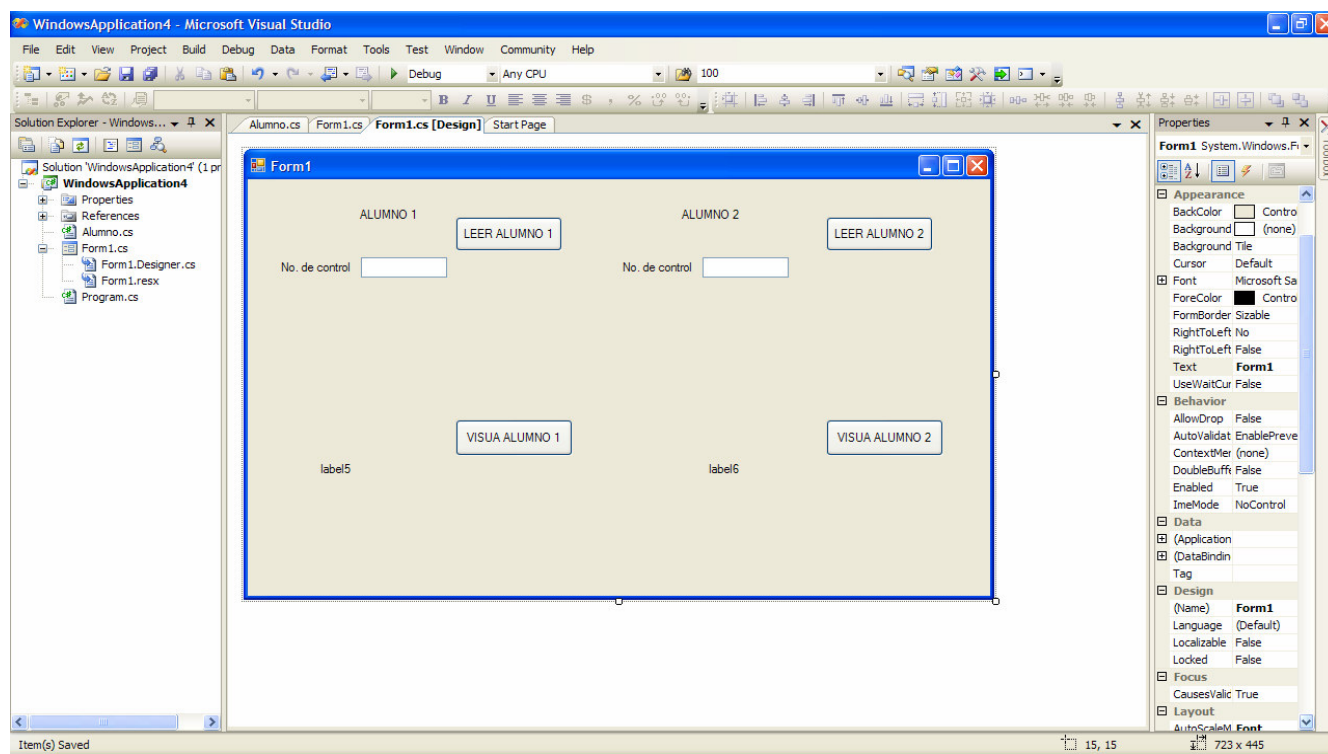 WindowsApplication4 - Microsoft Visual Studio
File Edit View Project Build Debug Data Format Tools Test Window Community Help
Debug Any CPU 100
Solution Explorer - Windows...
Solution 'WindowsApplication4' (1 pr
WindowsApplication4
Properties
References
Alumno.cs
Form1.cs
Form1.Designer.cs
Form1.resx
Program.cs
Alumno.cs Form1.cs Form1.cs [Design] Start Page
Form1
ALUMNO 1 ALUMNO 2
LEER ALUMNO 1 LEER ALUMNO 2
No. de control No. de control
VISUA ALUMNO 1 VISUA ALUMNO 2
label5 label6
Properties
Form1 System.Windows.F
Appearance
BackColor Contro
Background (none)
Background Tile
Cursor Default
Font Microsoft Sa
ForeColor Contro
FormBorder Sizable
RightToLeft No
RightToLeft False
Text Form1
UseWaitCur False
Behavior
AllowDrop False
AutoValidat EnablePreve
ContextMer (none)
DoubleBuffe False
Enabled True
ImeMode NoControl
Data
(Application
(DataBindin
Tag
Design
(Name) Form1
Language (Default)
Localizable False
Locked False
Focus
CausesValid True
Layout
AutoScaleM Font
Toolbox
Item(s) Saved 15, 15 723 x 445